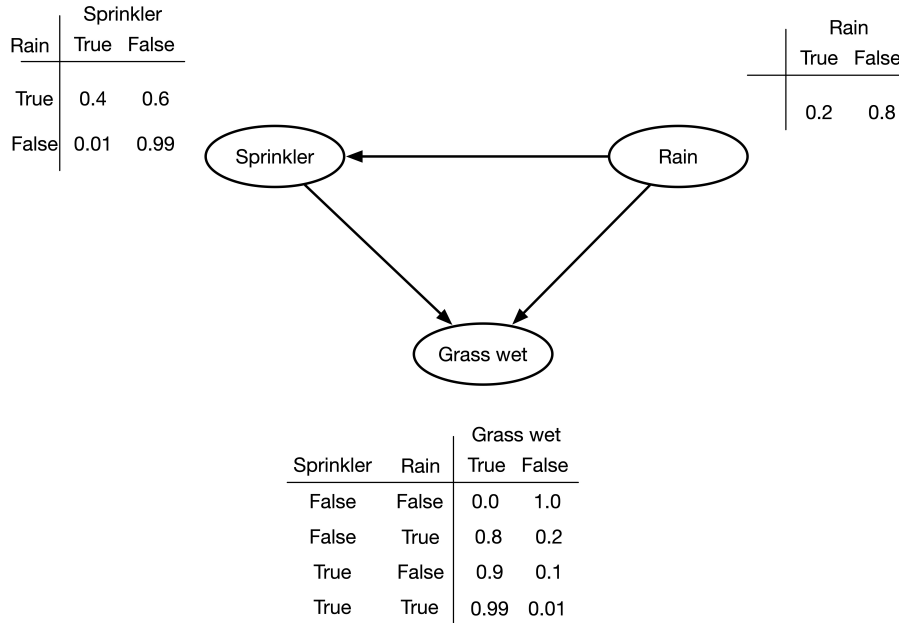 Sprinkler
Rain True False
True 0.4 0.6
False 0.01 0.99
Rain
True False
0.2 0.8
Sprinkler
Rain
Grass wet
Grass wet
Sprinkler Rain True False
False False 0.0 1.0
False True 0.8 0.2
True False 0.9 0.1
True True 0.99 0.01